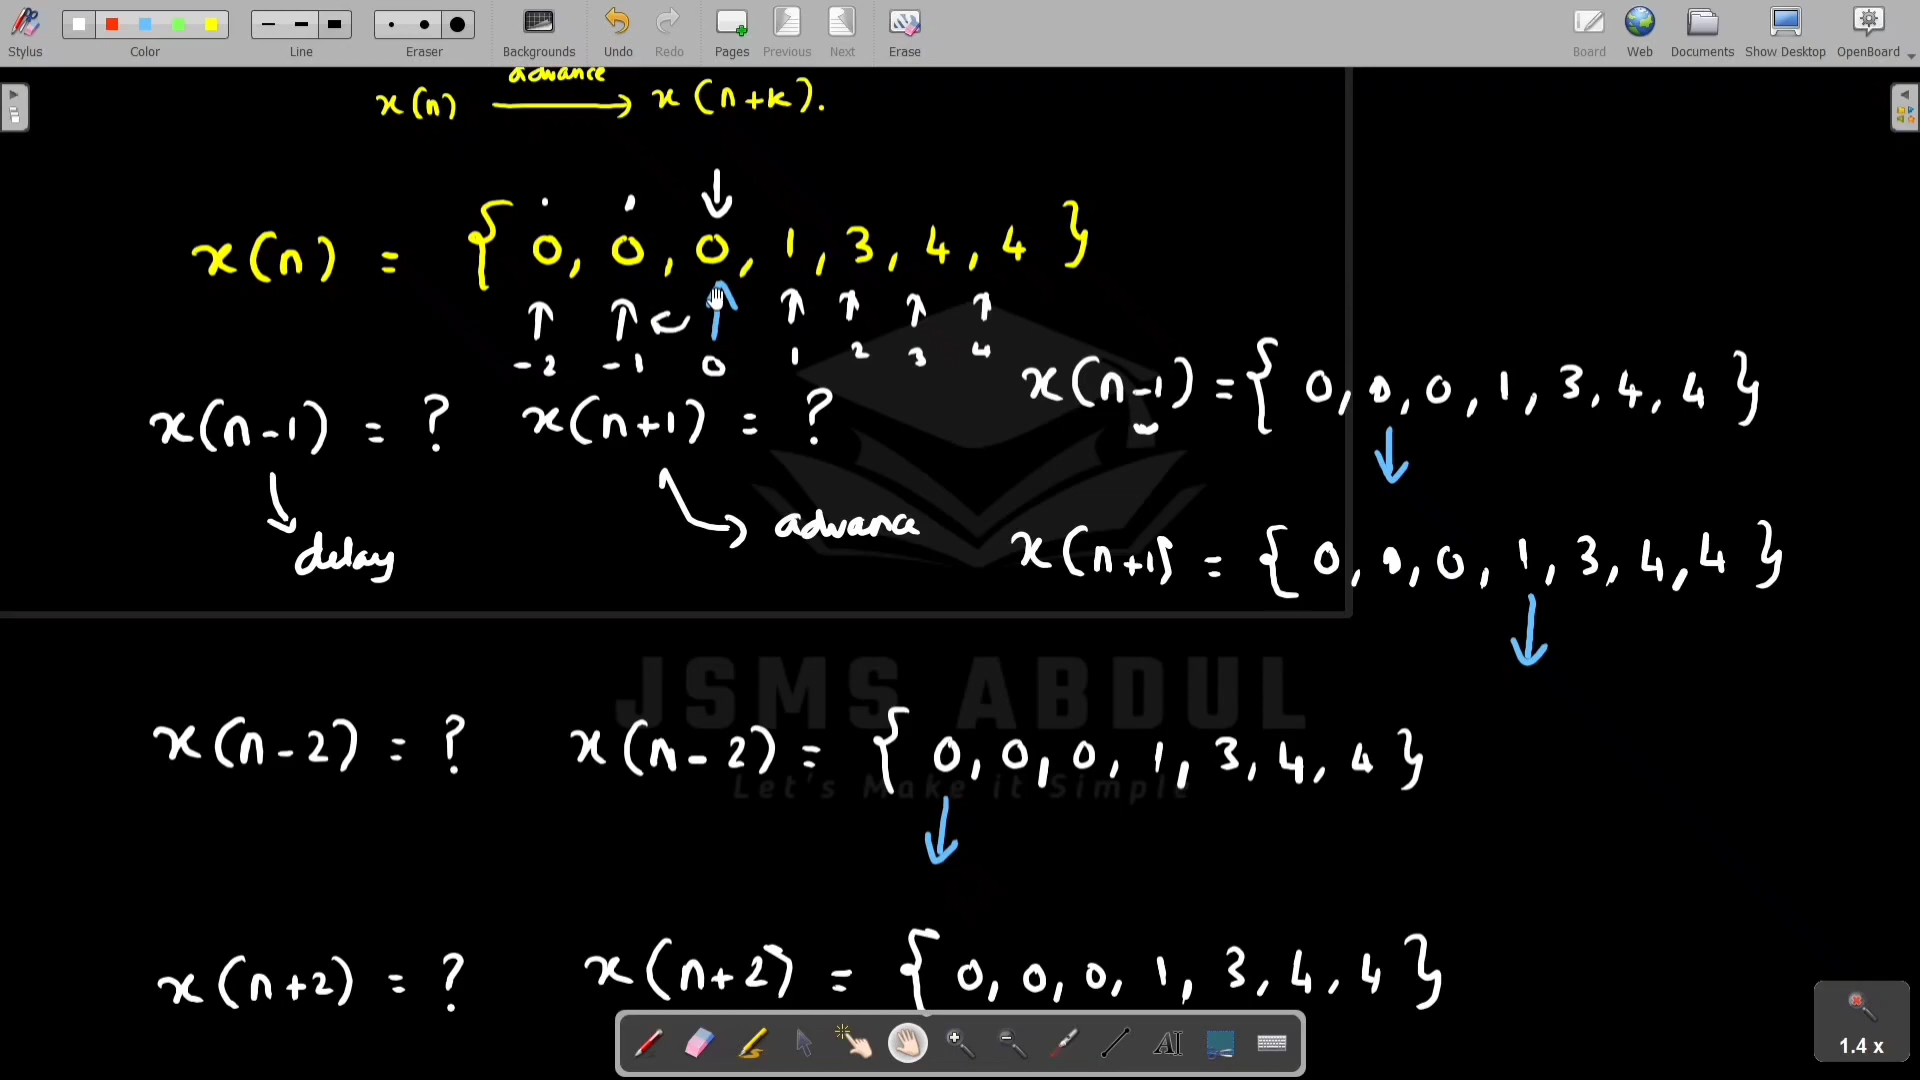 Stylus Color Line Eraser Backgrounds Undo Redo Pages Previous Next Erase Board Web Documents Show Desktop OpenBoard
advance
x(n) → x(n+k).
↓
x(n) = { 0, 0, 0, 1, 3, 4, 4 }
↑ ↑ ← ↑ ↑ ↑ ↑ ↑
-2 -1 0 1 2 3 4
x(n-1) = { 0, 0, 0, 1, 3, 4, 4 }
↓
x(n-1) = ? x(n+1) = ?
delay
advance
x(n+1) = { 0, 0, 0, 1, 3, 4, 4 }
↓
JSMS ABDUL
x(n-2) = ? x(n-2) = { 0, 0, 0, 1, 3, 4, 4 }
Let's Make it Simple
↓
x(n+2) = ? x(n+2) = { 0, 0, 0, 1, 3, 4, 4 }
AI
1.4 x